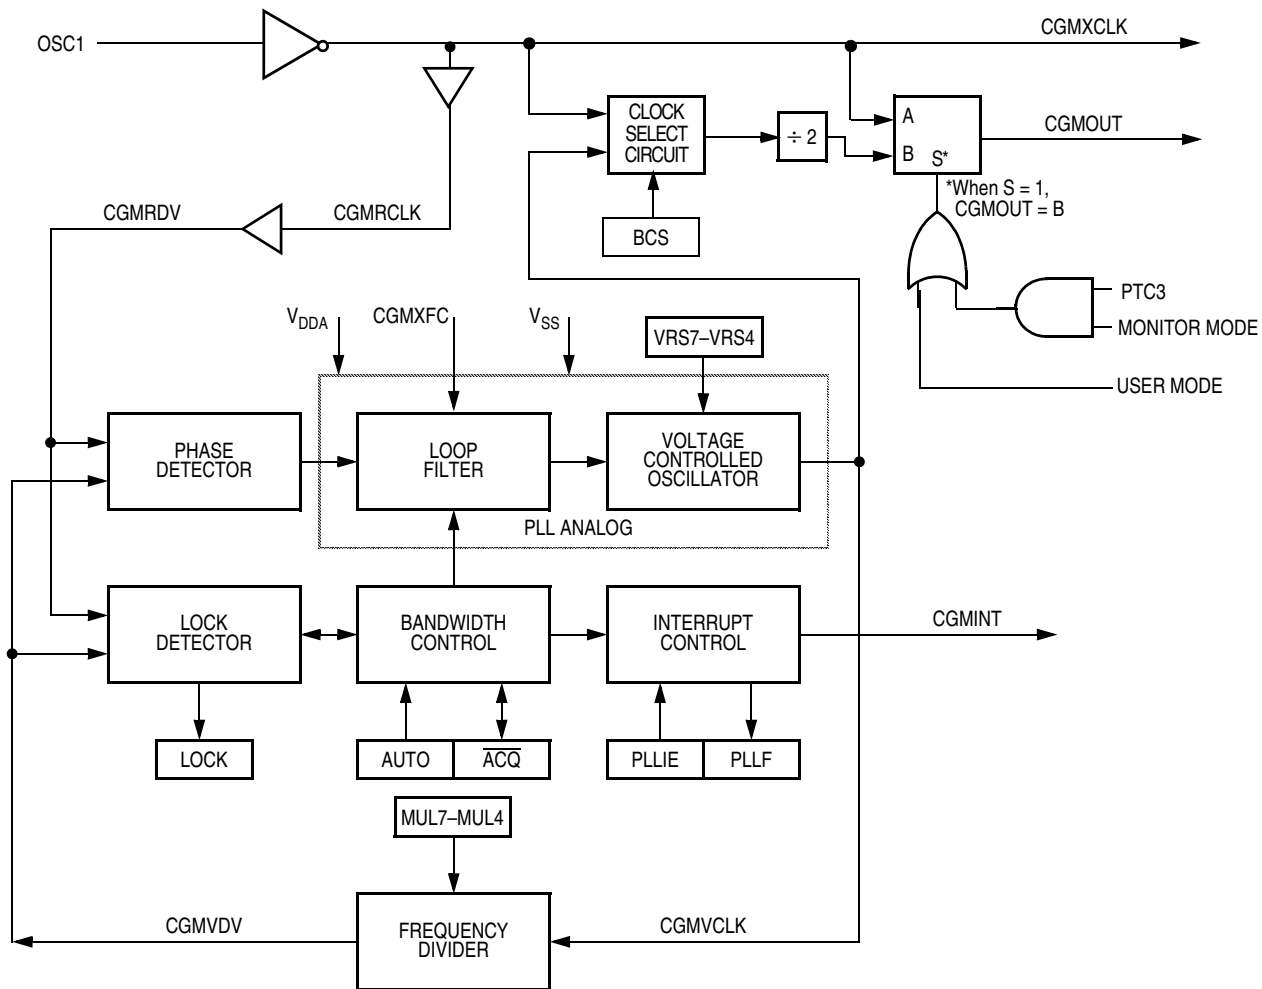 OSC1
CGMXCLK
CLOCK
SELECT
CIRCUIT
÷ 2
A
B S*
CGMOUT
*When S = 1,
CGMOUT = B
CGMRDV
CGMRCLK
BCS
PTC3
MONITOR MODE
USER MODE
VDDA
CGMXFC
VSS
VRS7–VRS4
PHASE
DETECTOR
LOOP
FILTER
VOLTAGE
CONTROLLED
OSCILLATOR
PLL ANALOG
LOCK
DETECTOR
BANDWIDTH
CONTROL
INTERRUPT
CONTROL
CGMINT
LOCK
AUTO
ACQ
PLLIE
PLLF
MUL7–MUL4
CGMVDV
FREQUENCY
DIVIDER
CGMVCLK